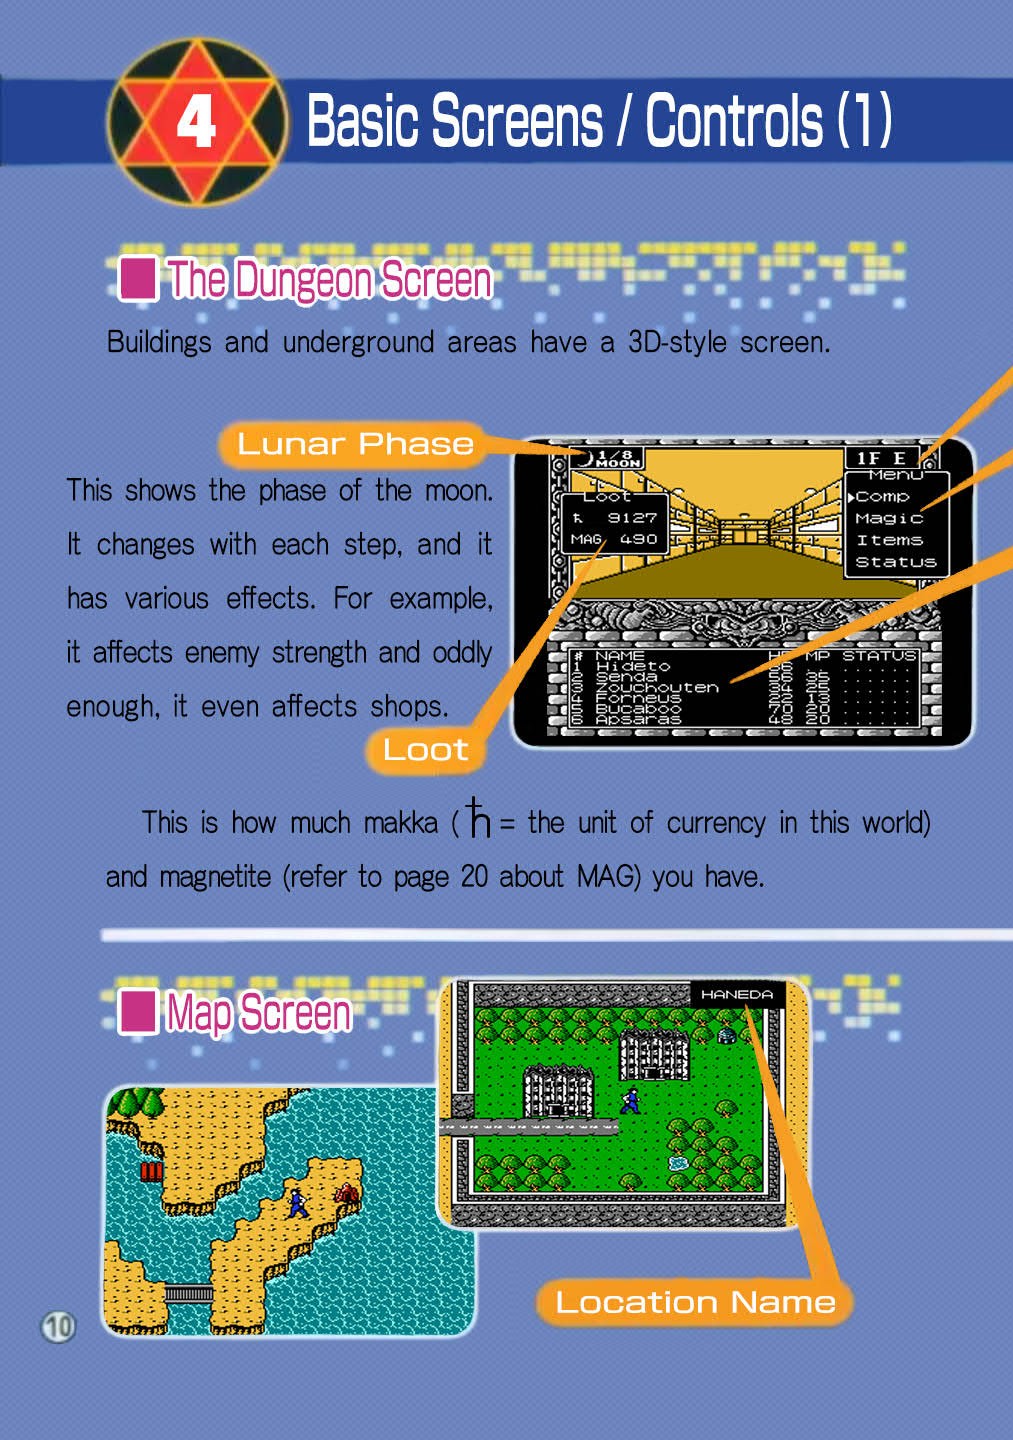 4
Basic Screens / Controls (1)
The Dungeon Screen
Buildings and underground areas have a 3D-style screen.
Lunar Phase
This shows the phase of the moon.
It changes with each step, and it
has various effects. For example,
it affects enemy strength and oddly
enough, it even affects shops.
1/8
MOON
1F E
Loot
ħ 9127
MAG 490
Menu
Comp
Magic
Items
Status
# NAME HP MP STATUS
1 Hideto 56 .. ......
2 Senda 56 36 ......
3 Zouchouten 34 25 ......
4 Forneus 22 13 ......
5 Bucaboo 70 20 ......
6 Apsaras 48 20 ......
Loot
This is how much makka ( ħ = the unit of currency in this world)
and magnetite (refer to page 20 about MAG) you have.
Map Screen
HANEDA
Location Name
10